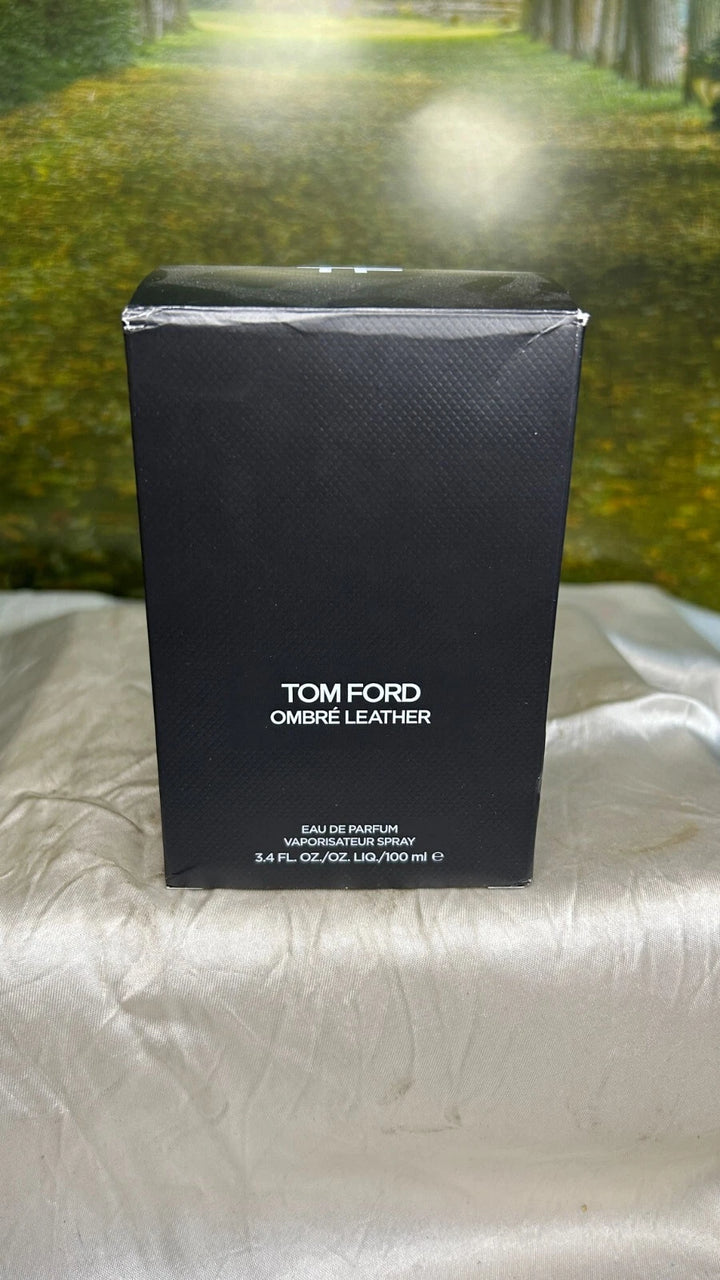 TOM FORD
OMBRÉ LEATHER
EAU DE PARFUM
VAPORISATEUR SPRAY
3.4 FL. OZ./OZ. LIQ./100 ml ℮